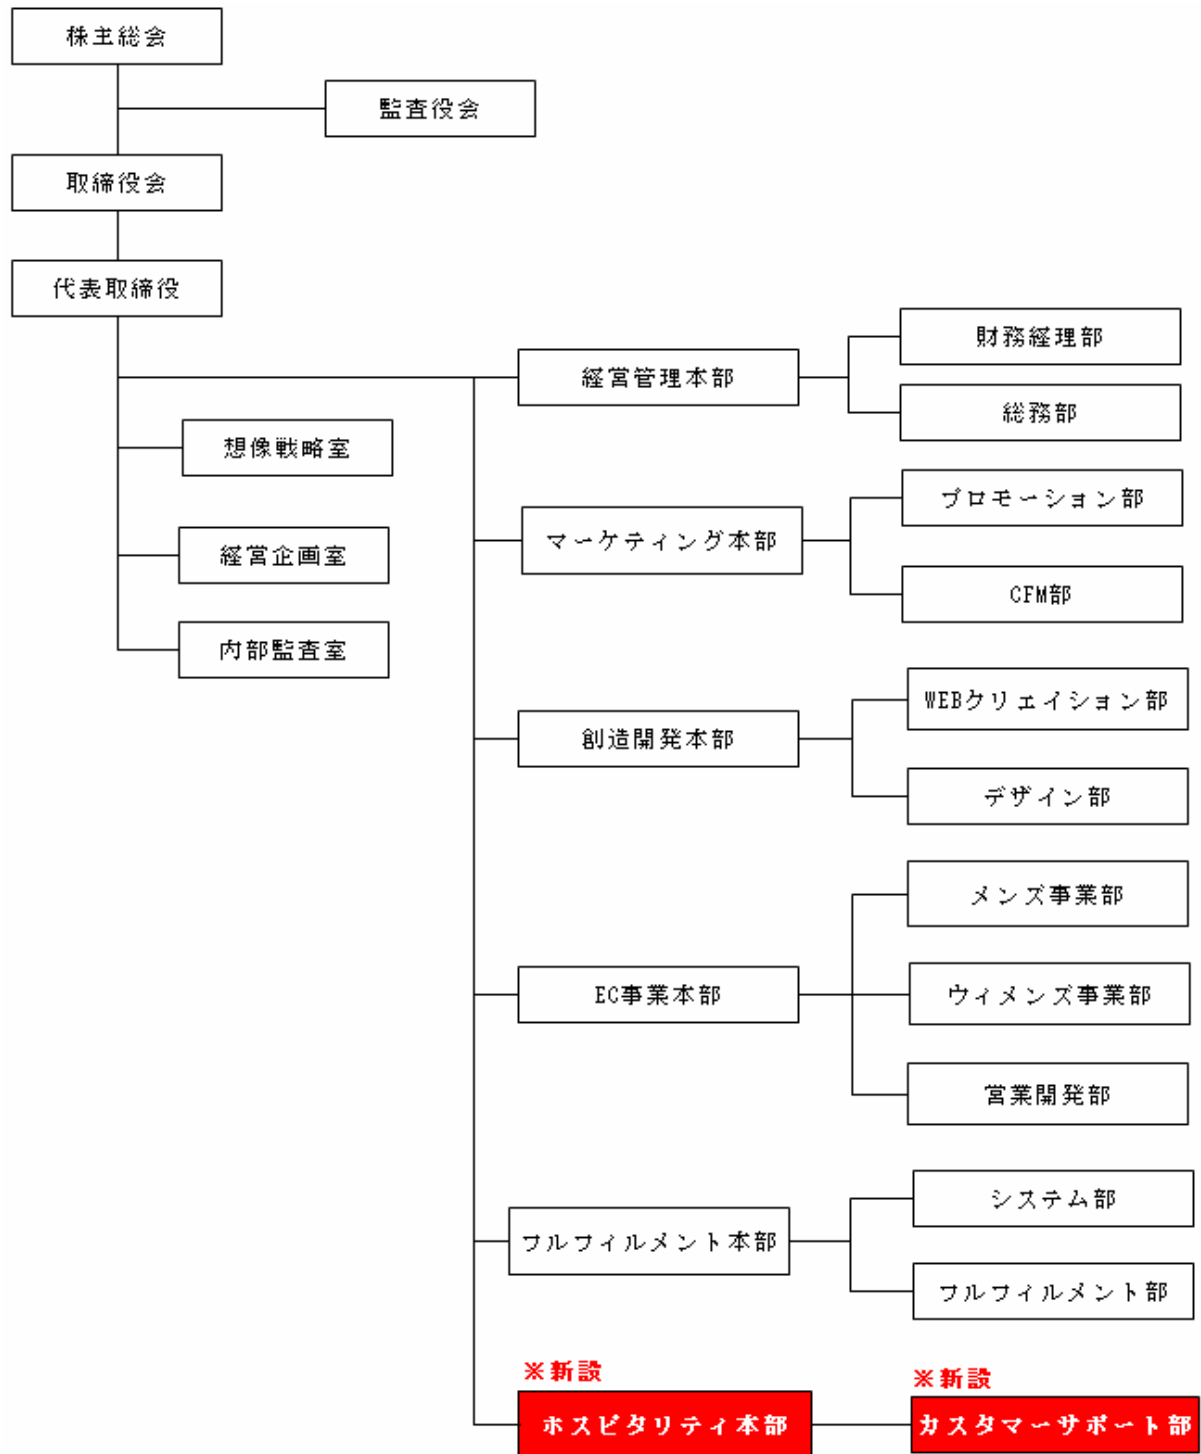 株主総会
監査役会
取締役会
代表取締役
経営管理本部
財務経理部
総務部
想像戦略室
経営企画室
内部監査室
マーケティング本部
プロモーション部
CFM部
創造開発本部
WEBクリエイション部
デザイン部
EC事業本部
メンズ事業部
ウィメンズ事業部
営業開発部
フルフィルメント本部
システム部
フルフィルメント部
※新設
ホスピタリティ本部
※新設
カスタマーサポート部